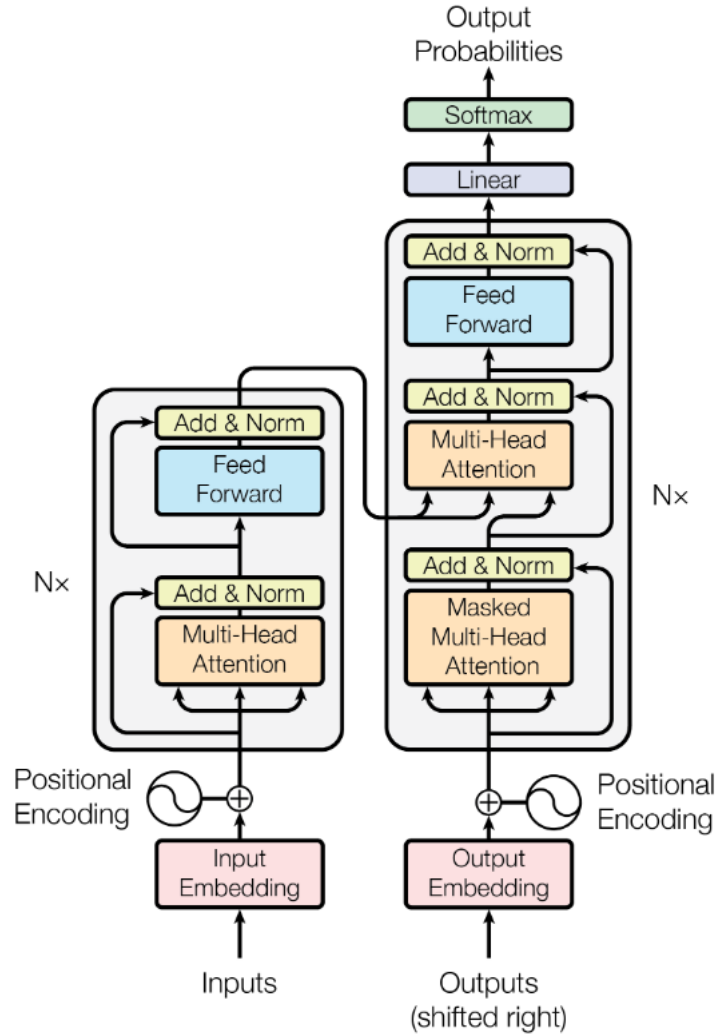 Output
Probabilities
Softmax
Linear
Add & Norm
Feed
Forward
Add & Norm
Multi-Head
Attention
Add & Norm
Masked
Multi-Head
Attention
Nx
Add & Norm
Feed
Forward
Add & Norm
Multi-Head
Attention
Nx
Positional
Encoding
Positional
Encoding
Input
Embedding
Output
Embedding
Inputs
Outputs
(shifted right)